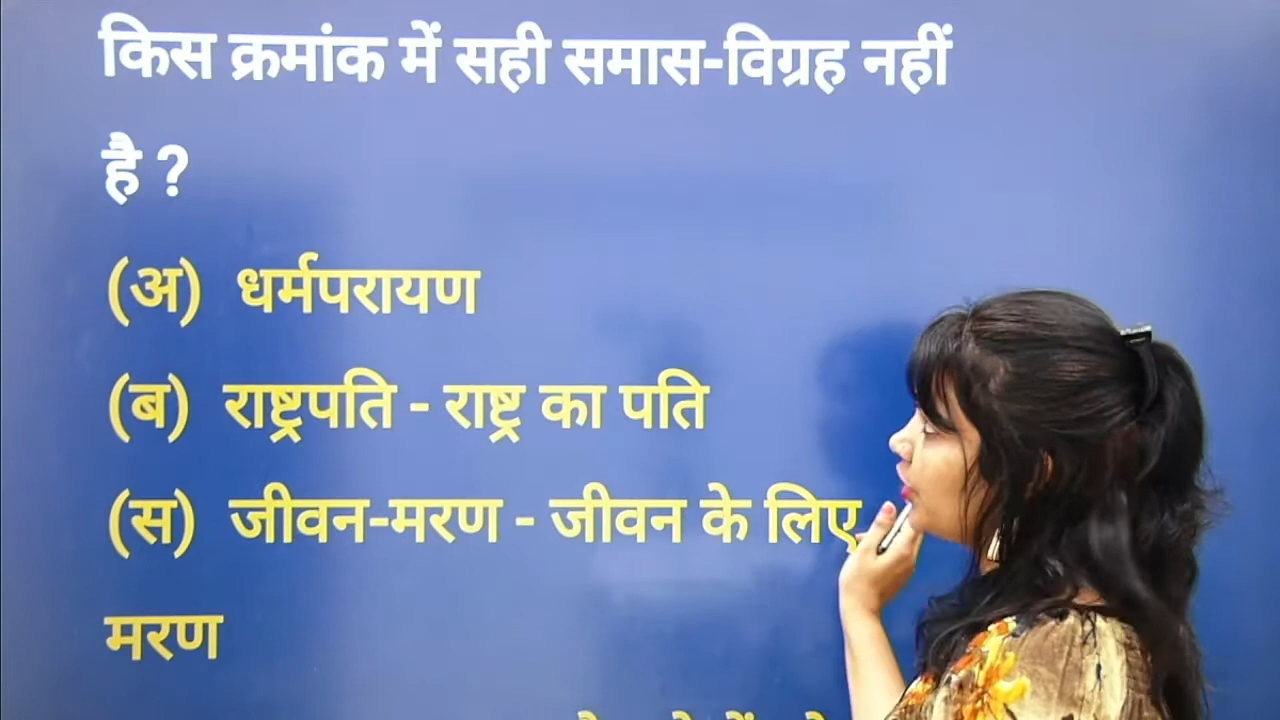 किस क्रमांक में सही समास-विग्रह नहीं
है ?
(अ) धर्मपरायण
(ब) राष्ट्रपति - राष्ट्र का पति
(स) जीवन-मरण - जीवन के लिए
मरण